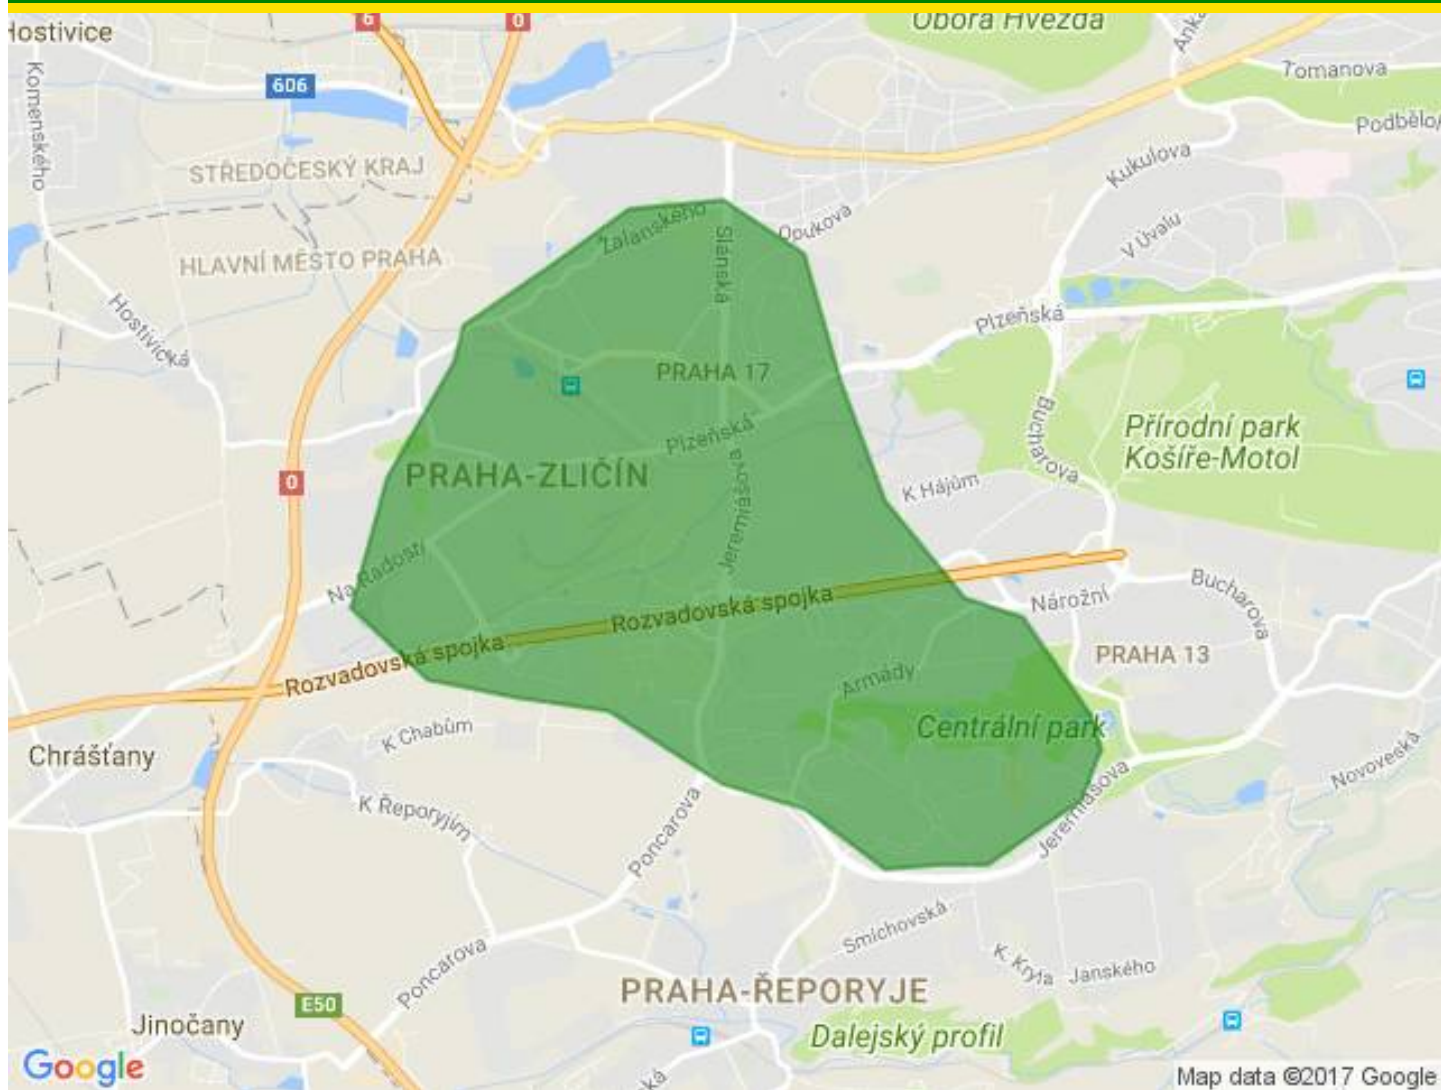 Hostivice
6
0
Obora Hvězda
Tomanova
606
Komenského
Podbělo
STŘEDOČESKÝ KRAJ
Kukulova
V Úvalu
Zalanského
Opukova
Slánská
HLAVNÍ MĚSTO PRAHA
Hostivická
Plzeňská
PRAHA 17
Bucharova
Přírodní park
Košíře-Motol
Plzeňská
PRAHA-ZLIČÍN
0
K Hájům
Jeremiášova
Na Radosti
Bucharova
Nárožní
Rozvadovská spojka
Rozvadovská spojka
PRAHA 13
Armády
Centrální park
K Chabům
Chrášťany
Novoveská
Jeremiášova
K Řeporyjím
Poncarova
Smíchovská
Poncarova
K. Kryla
Janského
PRAHA-ŘEPORYJE
E50
Jinočany
Dalejský profil
ská
Google
Map data ©2017 Google